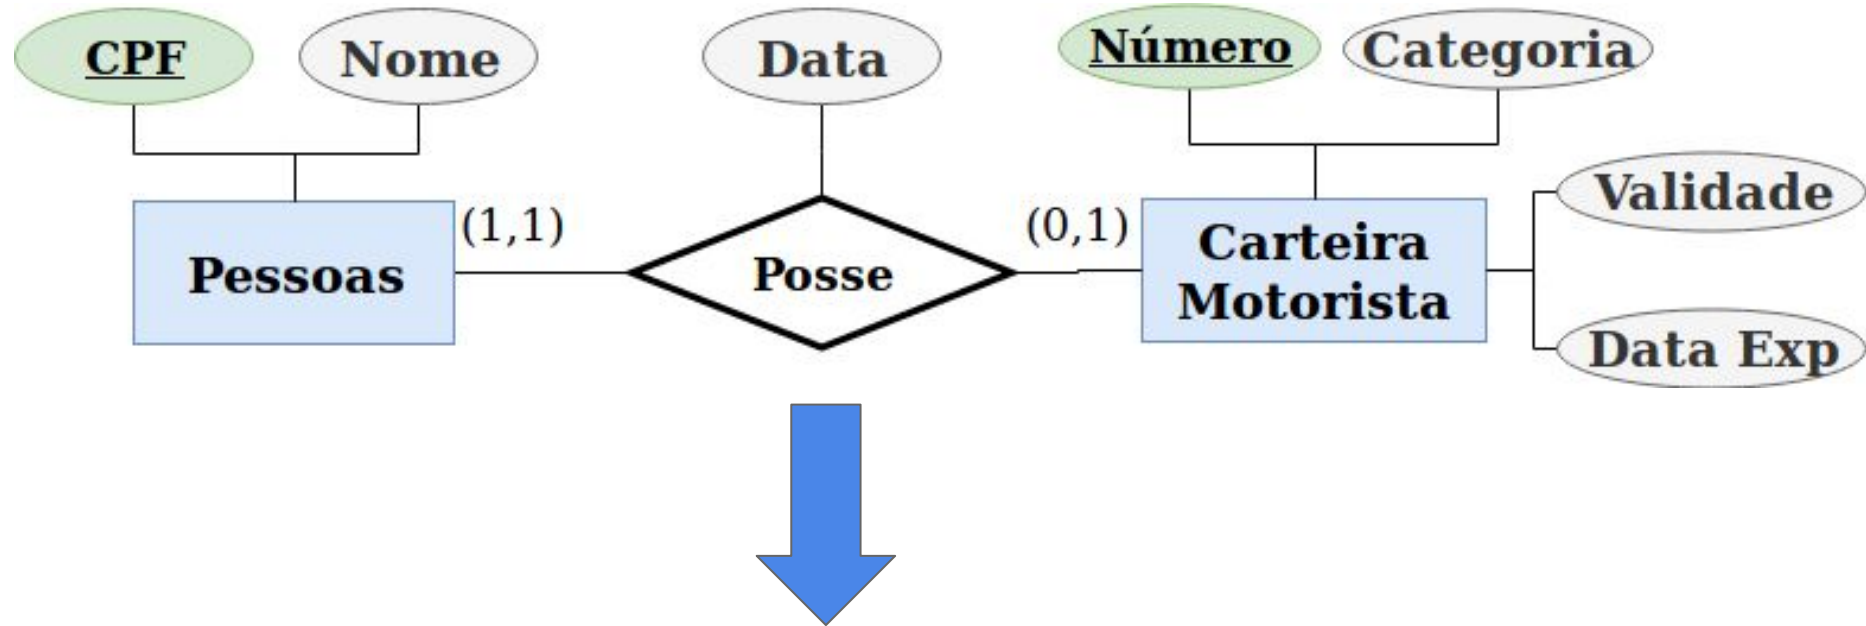 CPF
Nome
Data
Número
Categoria
Validade
(1,1)
(0,1)
Pessoas
Posse
Carteira
Motorista
Data Exp